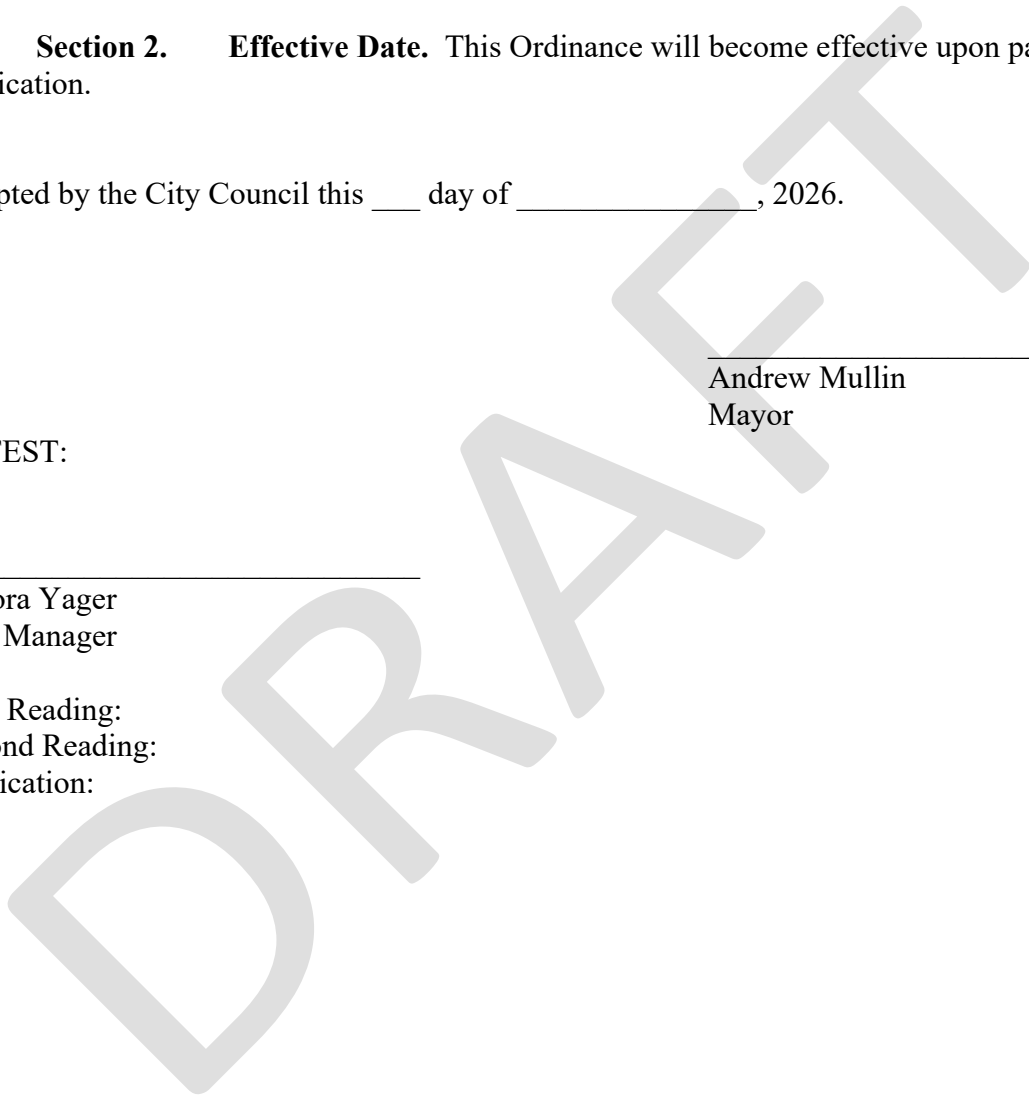 Section 2. Effective Date. This Ordinance will become effective upon pa
ication.
pted by the City Council this ___ day of _______________, 2026.
Andrew Mullin
Mayor
TEST:
ora Yager
Manager
Reading:
ond Reading:
ication:
DRAFT